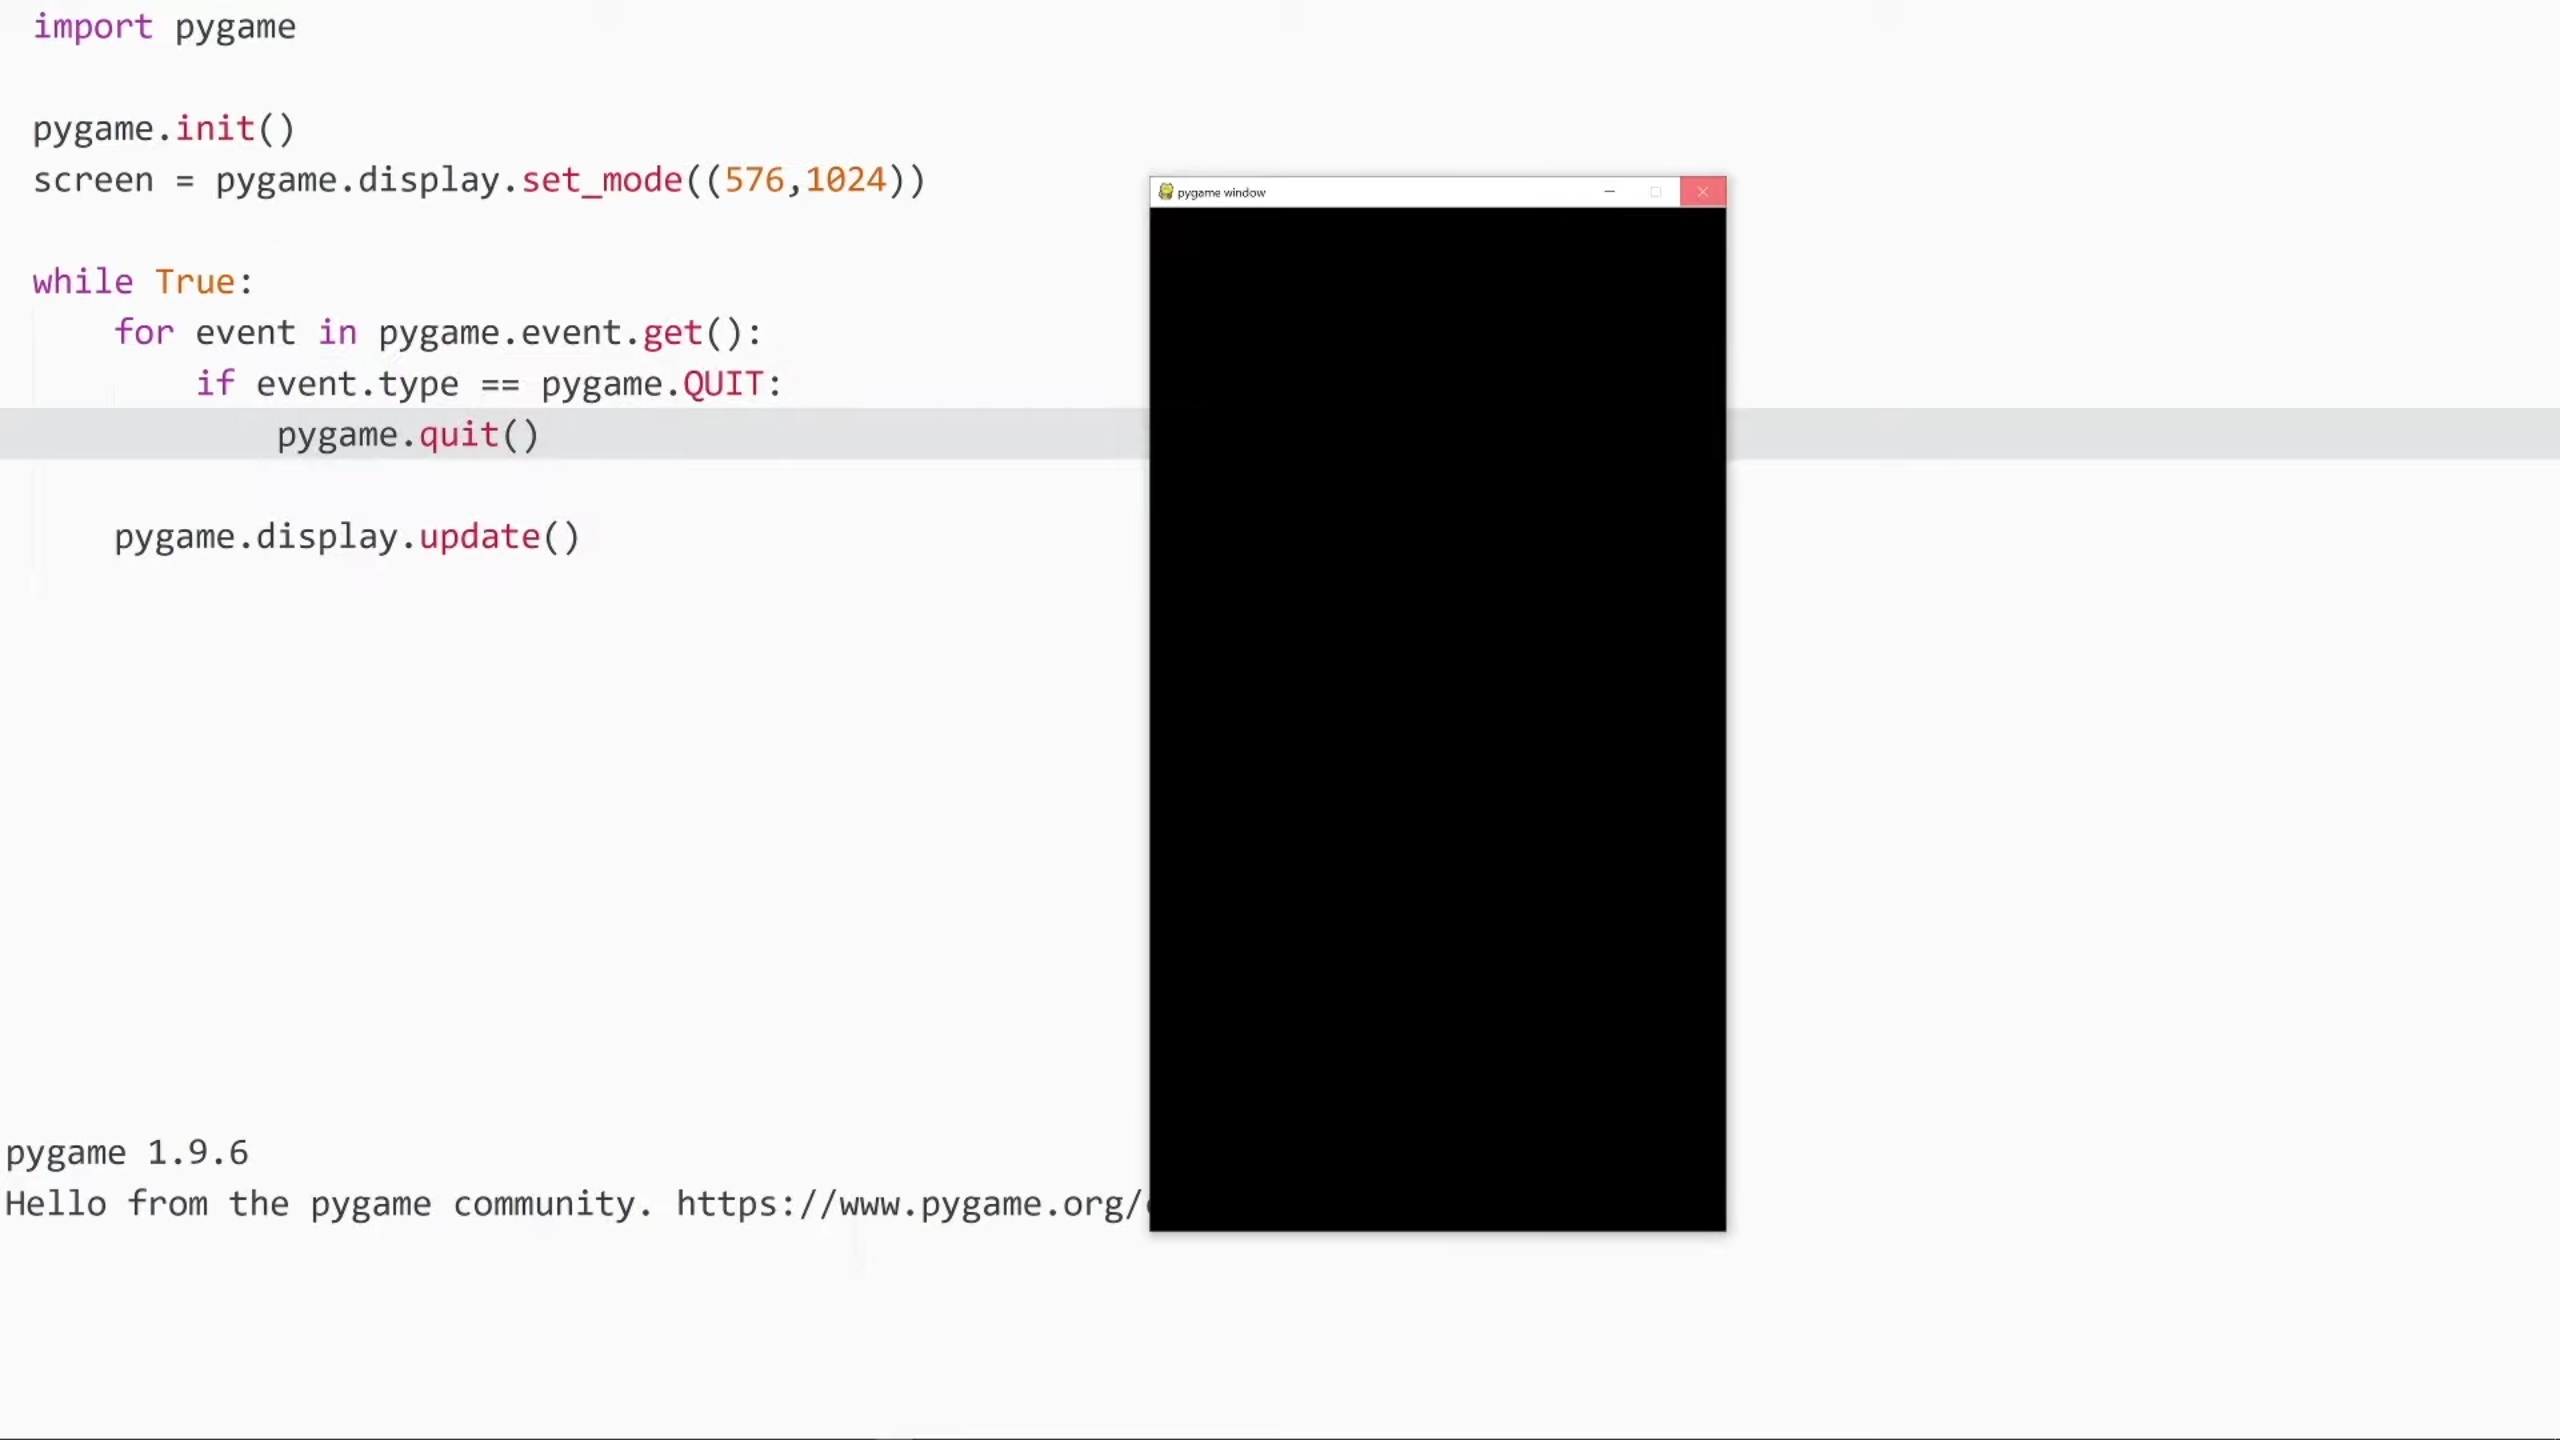 import pygame
pygame.init()
screen = pygame.display.set_mode((576,1024))
while True:
    for event in pygame.event.get():
        if event.type == pygame.QUIT:
            pygame.quit()
    pygame.display.update()
pygame window
pygame 1.9.6
Hello from the pygame community. https://www.pygame.org/